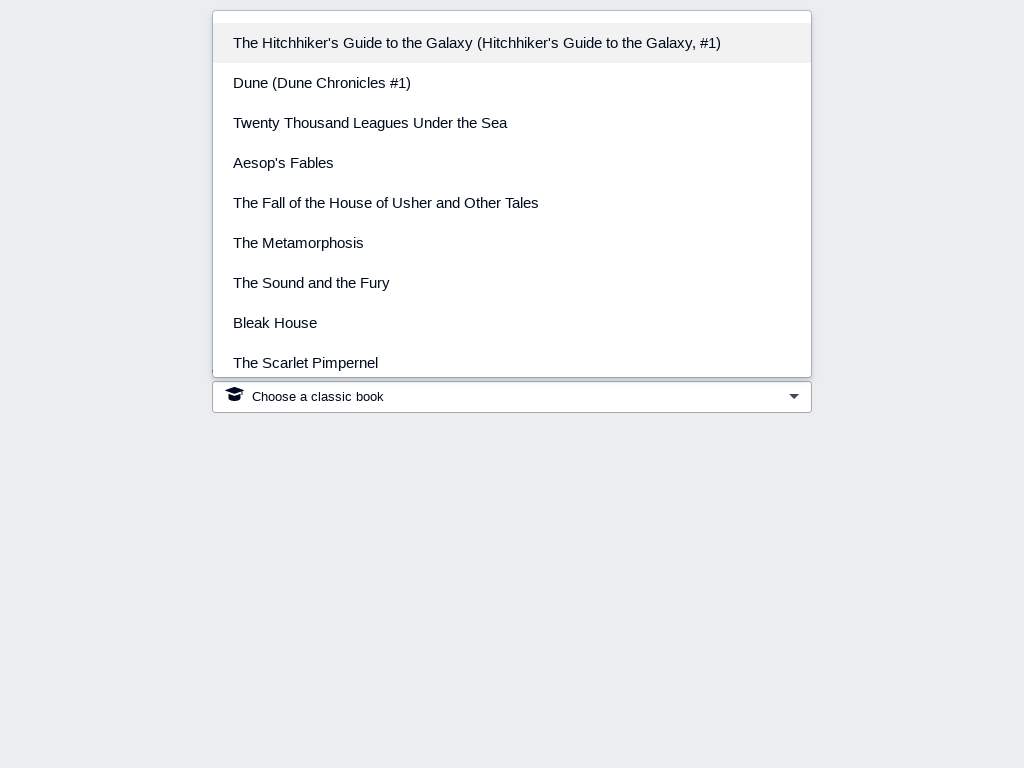 The Hitchhiker's Guide to the Galaxy (Hitchhiker's Guide to the Galaxy, #1)
Dune (Dune Chronicles #1)
Twenty Thousand Leagues Under the Sea
Aesop's Fables
The Fall of the House of Usher and Other Tales
The Metamorphosis
The Sound and the Fury
Bleak House
The Scarlet Pimpernel
Choose a classic book